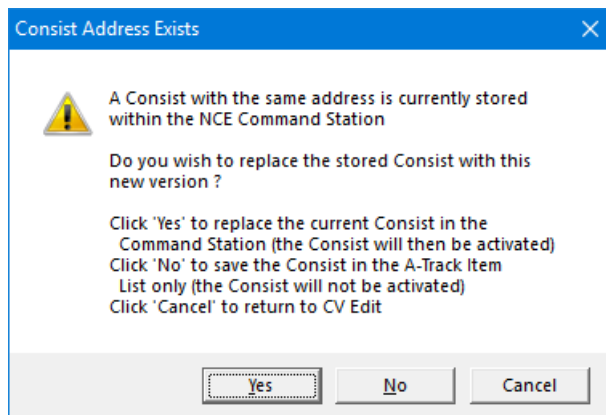 Consist Address Exists
A Consist with the same address is currently stored
within the NCE Command Station
Do you wish to replace the stored Consist with this
new version ?
Click 'Yes' to replace the current Consist in the
Command Station (the Consist will then be activated)
Click 'No' to save the Consist in the A-Track Item
List only (the Consist will not be activated)
Click 'Cancel' to return to CV Edit
Yes No Cancel